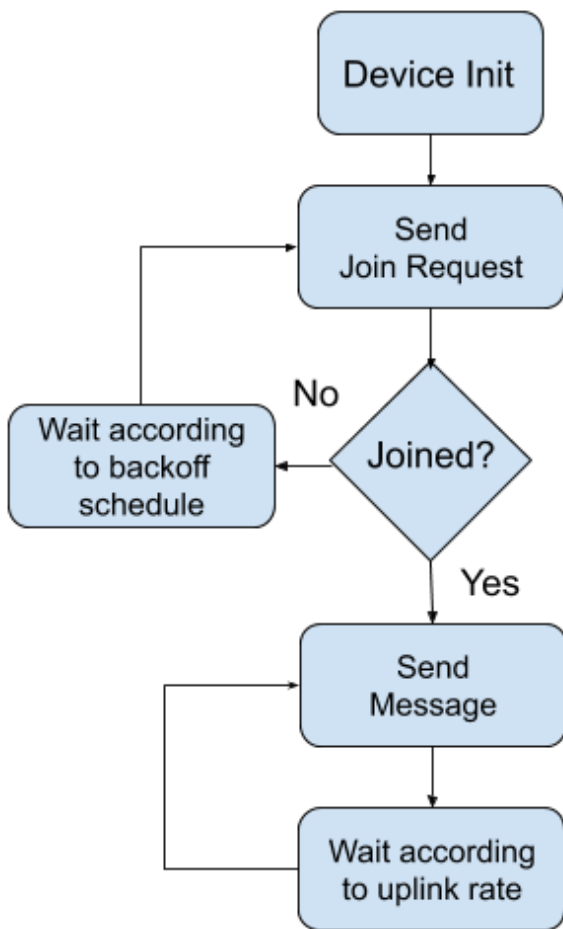 Device Init
Send
Join Request
No
Joined?
Wait according
to backoff
schedule
Yes
Send
Message
Wait according
to uplink rate